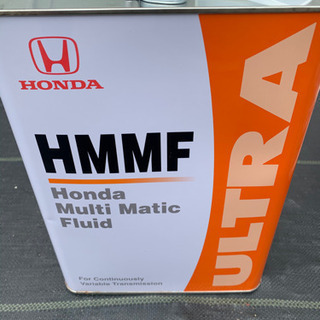 HONDA
HMMF
Honda
Multi Matic
Fluid
For Continuously
Variable Transmission
ULTRA